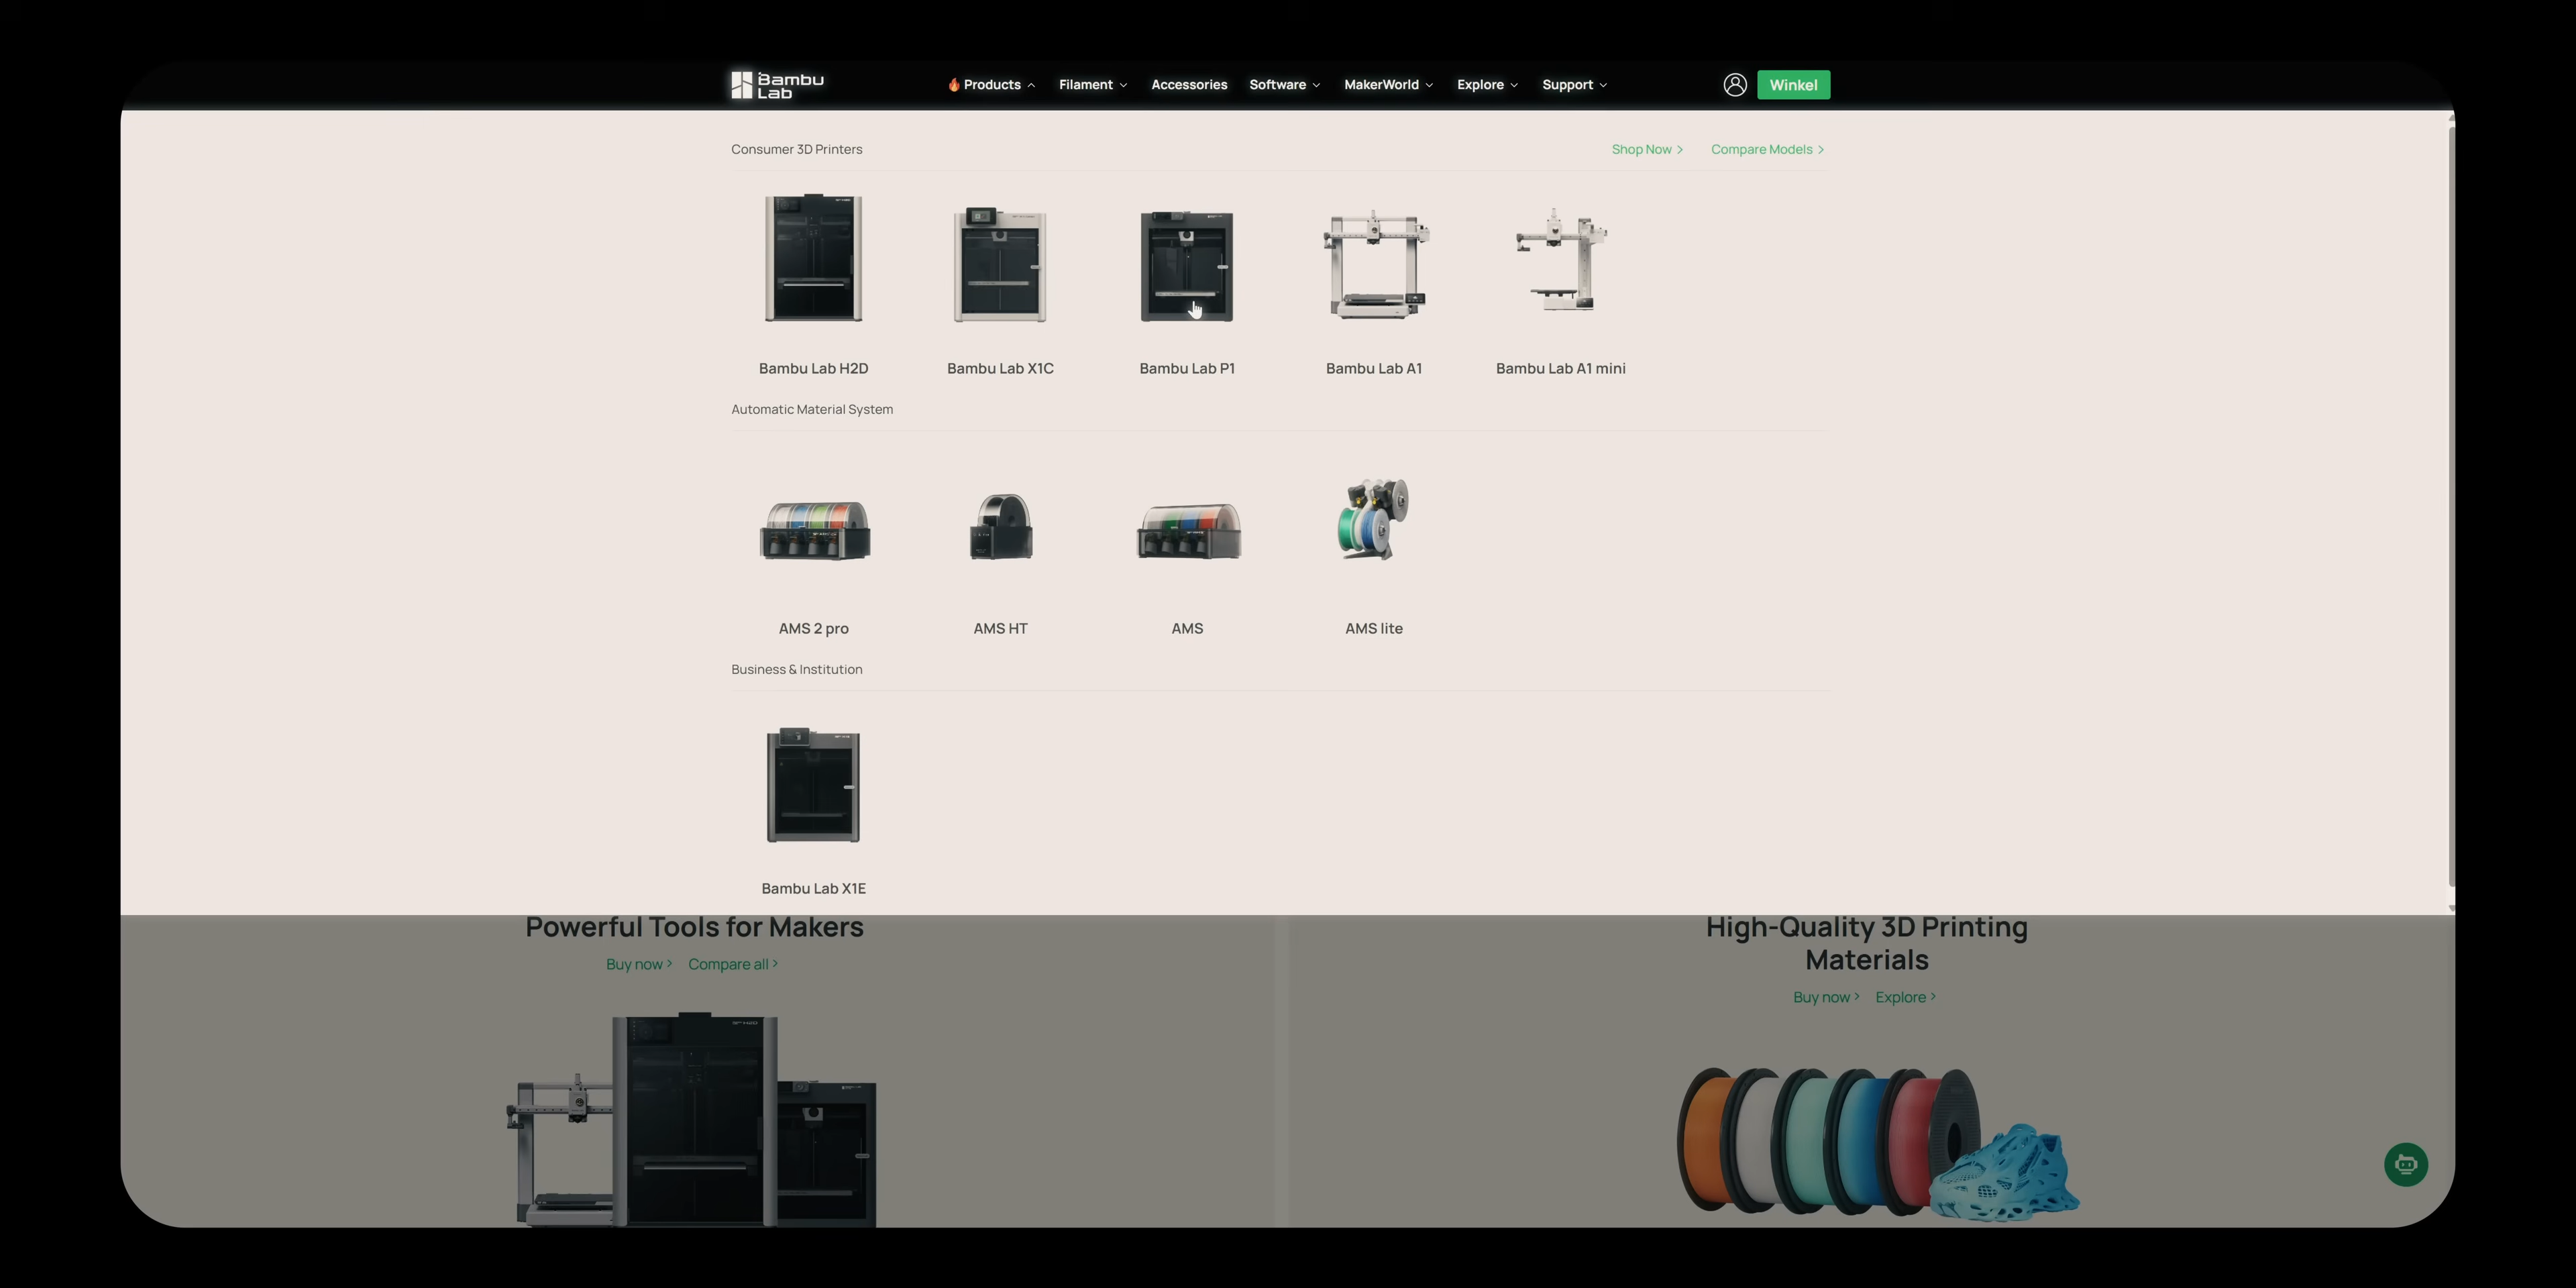 Bambu
Lab
Products
Filament
Accessories
Software
MakerWorld
Explore
Support
Winkel
Consumer 3D Printers
Shop Now
Compare Models
Bambu Lab H2D
Bambu Lab X1C
Bambu Lab P1
Bambu Lab A1
Bambu Lab A1 mini
Automatic Material System
AMS 2 pro
AMS HT
AMS
AMS lite
Business & Institution
Bambu Lab X1E
Powerful Tools for Makers
Buy now
Compare all
High-Quality 3D Printing
Materials
Buy now
Explore